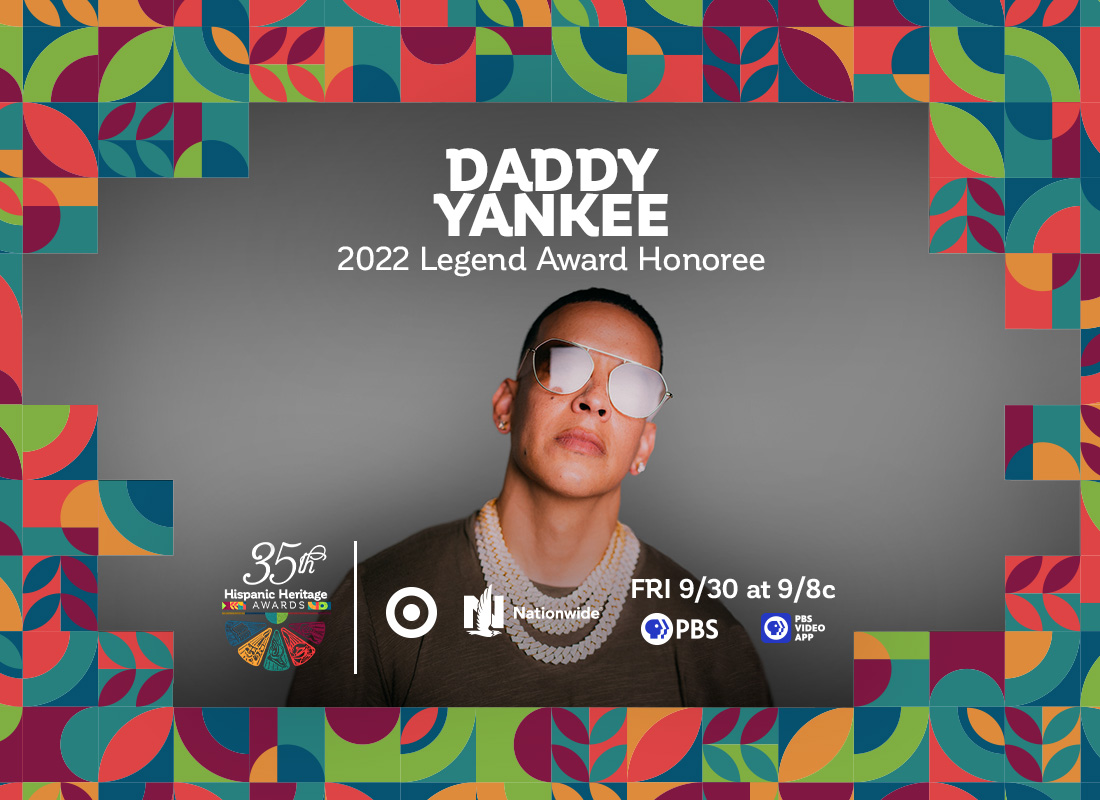 DADDY
YANKEE
2022 Legend Award Honoree
35th
Hispanic Heritage
AWARDS
N Nationwide
FRI 9/30 at 9/8c
PBS
PBS
VIDEO
APP